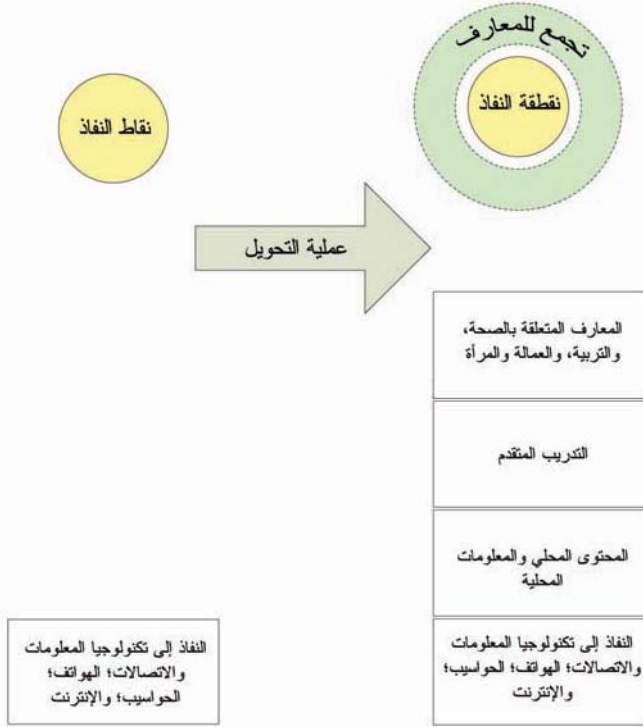 تجمع للمعارف
نقطقة النفاذ
نقاط النفاذ
عملية التحويل
المعارف المتعلقة بالصحة،
والتربية، والعمالة والمرأة
التدريب المتقدم
المحتوى المحلي والمعلومات
المحلية
النفاذ إلى تكنولوجيا المعلومات
والاتصالات؛ الهواتف؛ الحواسيب؛
والإنترنت
النفاذ إلى تكنولوجيا المعلومات
والاتصالات؛ الهواتف؛
الحواسيب؛ والإنترنت